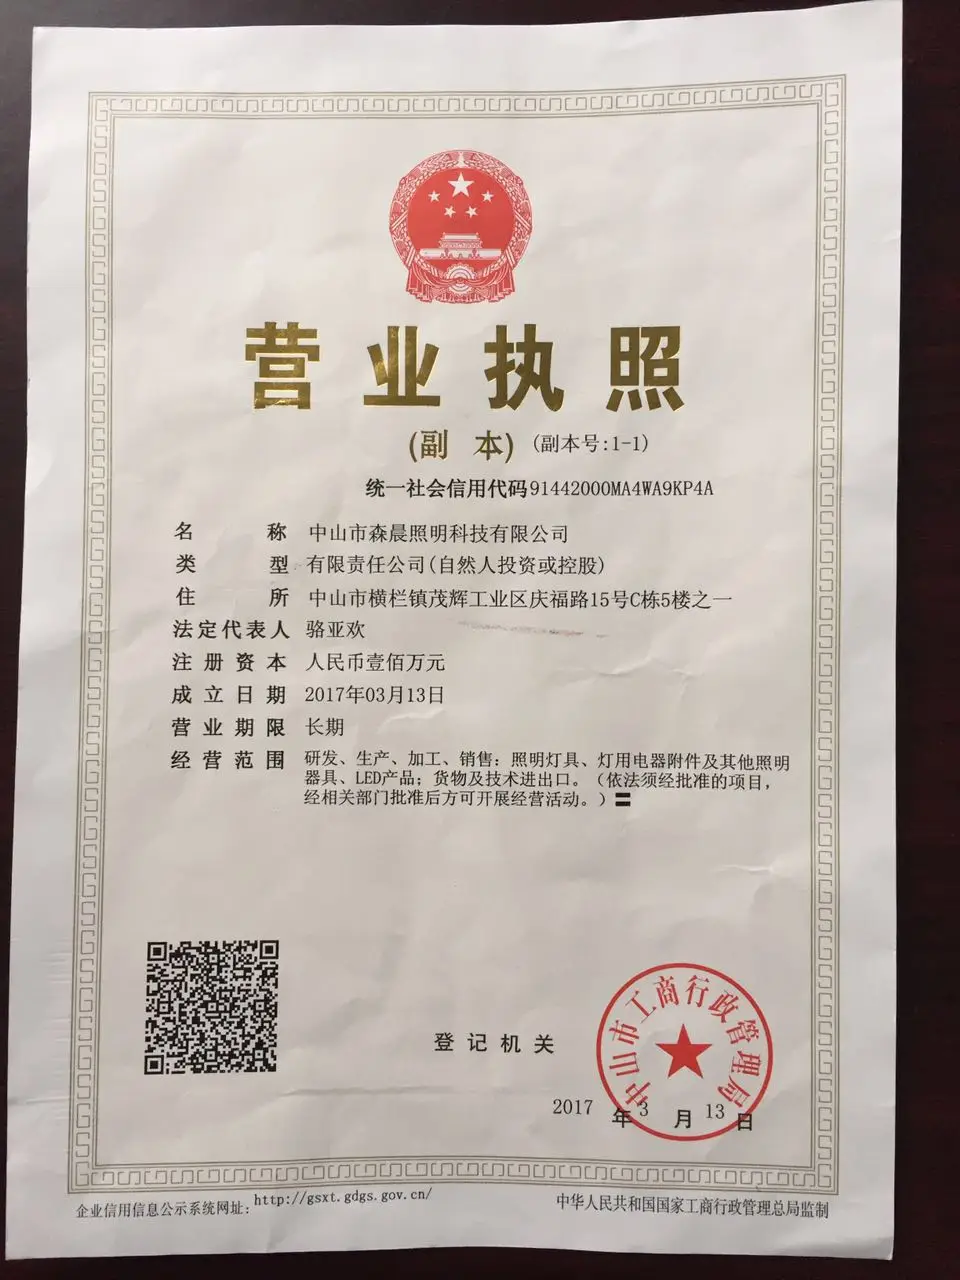 营业执照
(副 本) (副本号:1-1)
统一社会信用代码91442000MA4WA9KP4A
名 称 中山市森晨照明科技有限公司
类 型 有限责任公司(自然人投资或控股)
住 所 中山市横栏镇茂辉工业区庆福路15号C栋5楼之一
法定代表人 骆亚欢
注册资本 人民币壹佰万元
成立日期 2017年03月13日
营业期限 长期
经营范围 研发、生产、加工、销售：照明灯具、灯用电器附件及其他照明
器具、LED产品；货物及技术进出口。（依法须经批准的项目，
经相关部门批准后方可开展经营活动。）〓
中山市工商行政管理局
登记机关
2017 年 3 月 13 日
企业信用信息公示系统网址: http://gsxt.gdgs.gov.cn/
中华人民共和国国家工商行政管理总局监制